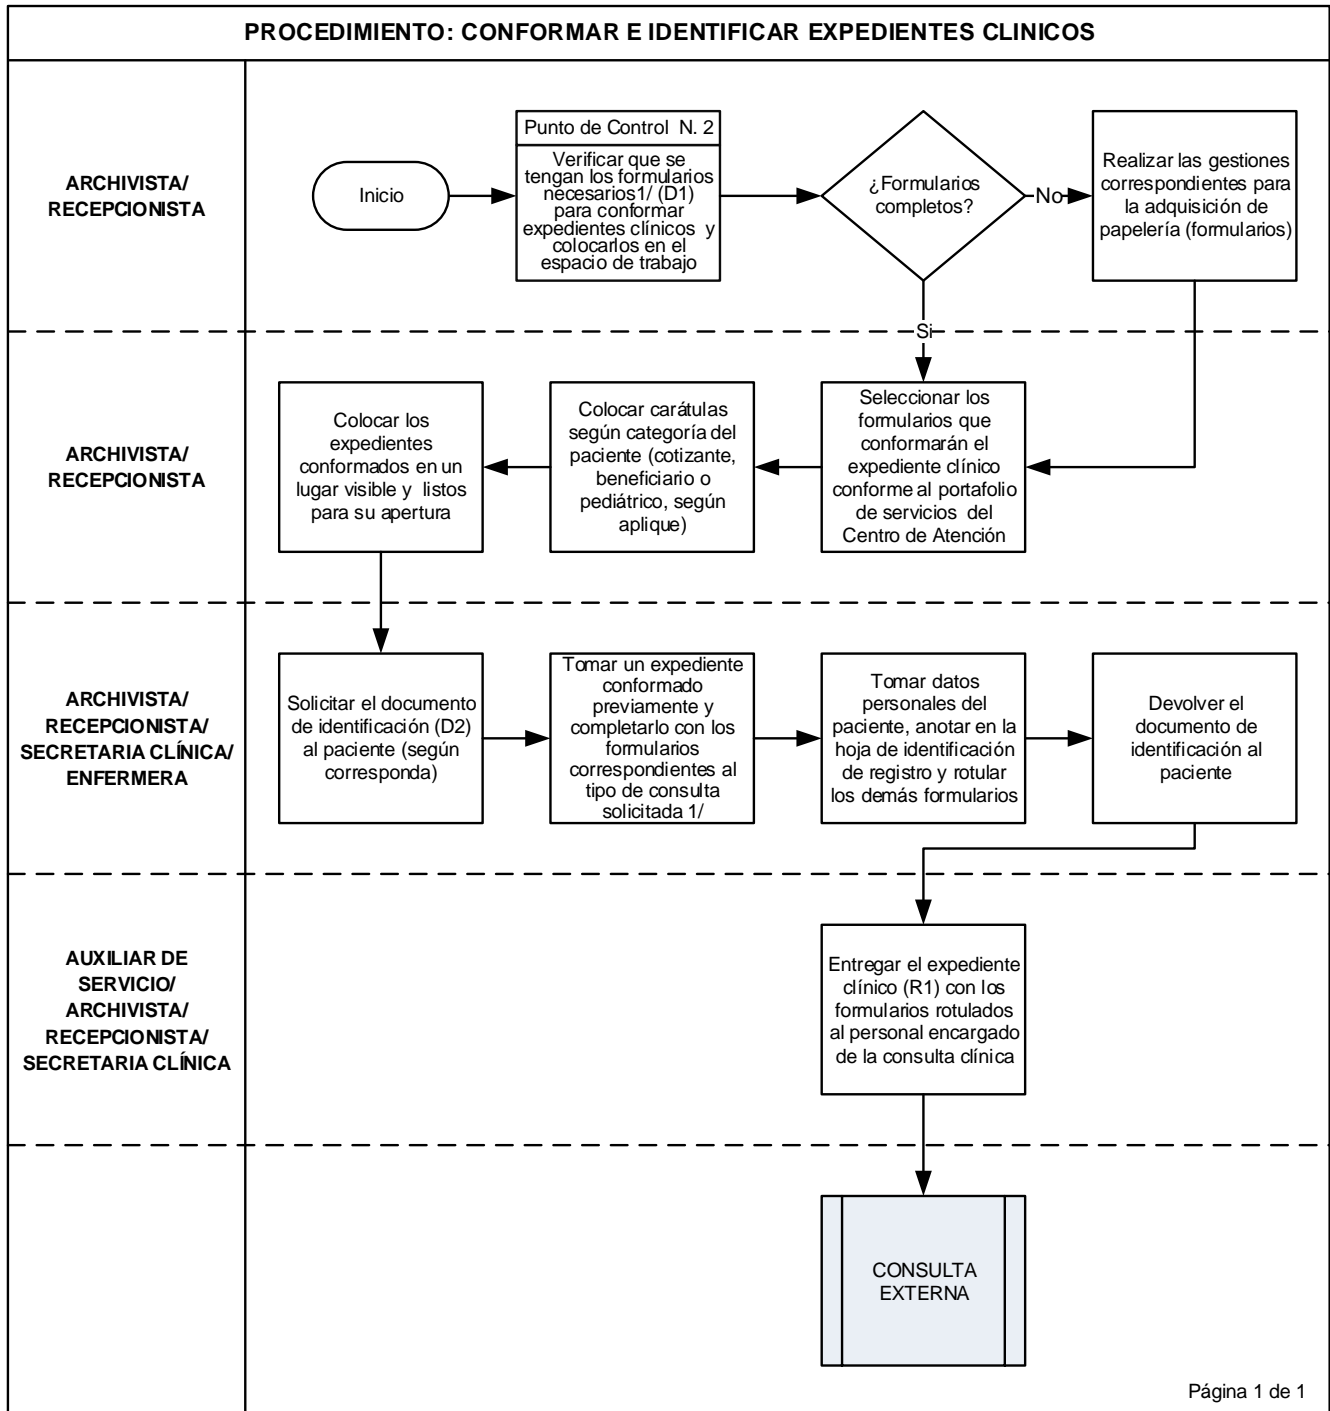 PROCEDIMIENTO: CONFORMAR E IDENTIFICAR EXPEDIENTES CLINICOS
ARCHIVISTA/
RECEPCIONISTA
Inicio
Punto de Control N. 2
Verificar que se
tengan los formularios
necesarios1/ (D1)
para conformar
expedientes clínicos y
colocarlos en el
espacio de trabajo
¿Formularios
completos?
No
Realizar las gestiones
correspondientes para
la adquisición de
papelería (formularios)
Si
ARCHIVISTA/
RECEPCIONISTA
Seleccionar los
formularios que
conformarán el
expediente clínico
conforme al portafolio
de servicios del
Centro de Atención
Colocar carátulas
según categoría del
paciente (cotizante,
beneficiario o
pediátrico, según
aplique)
Colocar los
expedientes
conformados en un
lugar visible y listos
para su apertura
ARCHIVISTA/
RECEPCIONISTA/
SECRETARIA CLÍNICA/
ENFERMERA
Solicitar el documento
de identificación (D2)
al paciente (según
corresponda)
Tomar un expediente
conformado
previamente y
completarlo con los
formularios
correspondientes al
tipo de consulta
solicitada 1/
Tomar datos
personales del
paciente, anotar en la
hoja de identificación
de registro y rotular
los demás formularios
Devolver el
documento de
identificación al
paciente
AUXILIAR DE
SERVICIO/
ARCHIVISTA/
RECEPCIONISTA/
SECRETARIA CLÍNICA
Entregar el expediente
clínico (R1) con los
formularios rotulados
al personal encargado
de la consulta clínica
CONSULTA
EXTERNA
Página 1 de 1